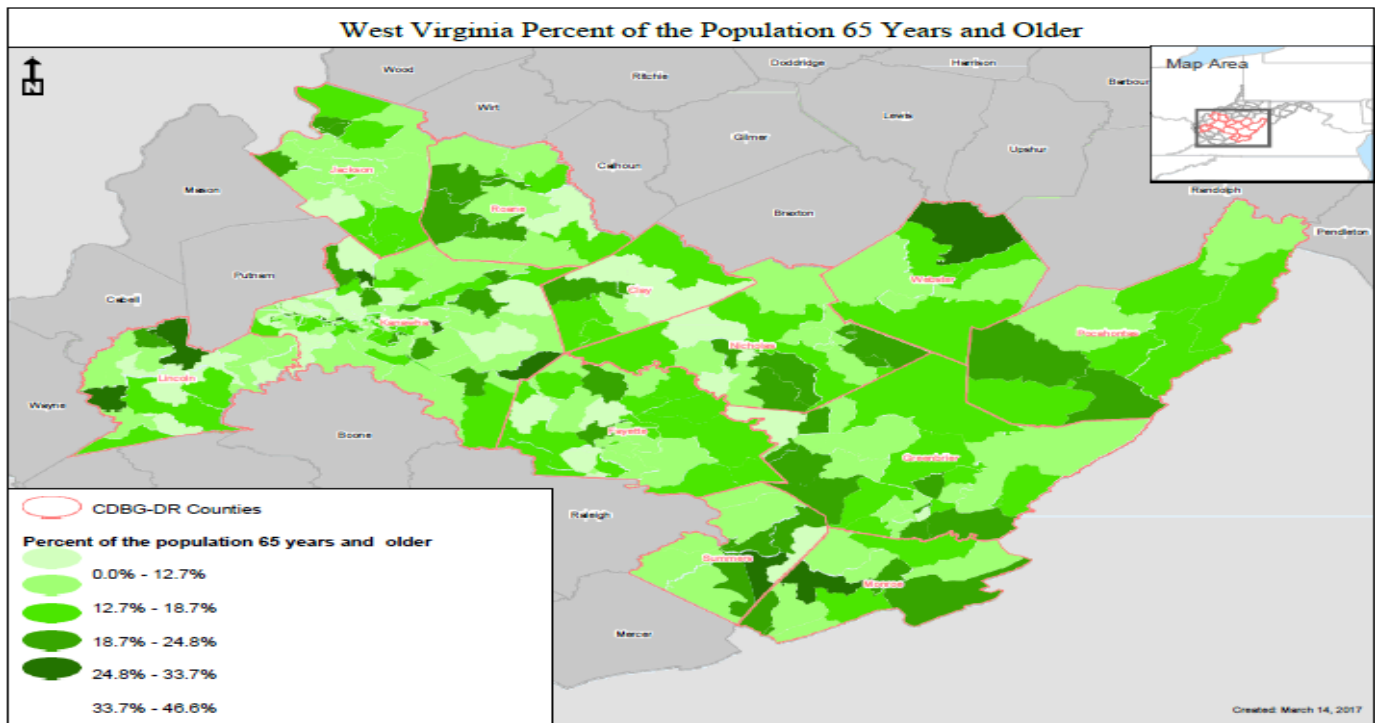 West Virginia Percent of the Population 65 Years and Older
N
Map Area
Wood
Doddridge
Harrison
Barbour
Ritchie
Wirt
Lewis
Gilmer
Upshur
Calhoun
Jackson
Mason
Randolph
Roane
Braxton
Pendleton
Putnam
Webster
Cabell
Clay
Kanawha
Pocahontas
Nicholas
Lincoln
Wayne
Boone
Fayette
Greenbrier
Raleigh
Summers
Monroe
Mercer
CDBG-DR Counties
Percent of the population 65 years and older
0.0% - 12.7%
12.7% - 18.7%
18.7% - 24.8%
24.8% - 33.7%
33.7% - 46.6%
Created: March 14, 2017